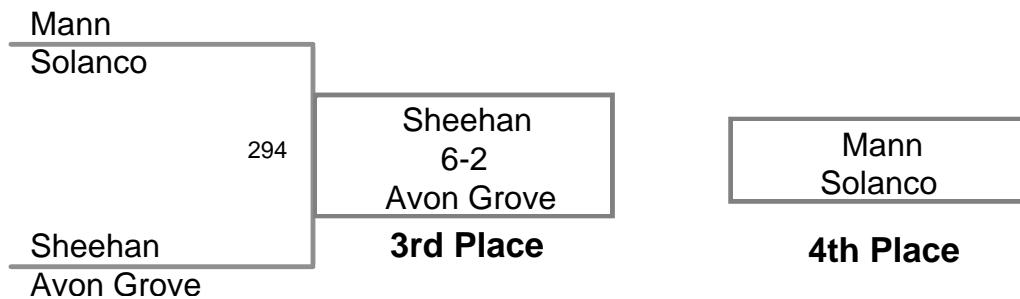 Mann
Solanco
294
Sheehan
Avon Grove
Sheehan
6-2
Avon Grove
3rd Place
Mann
Solanco
4th Place